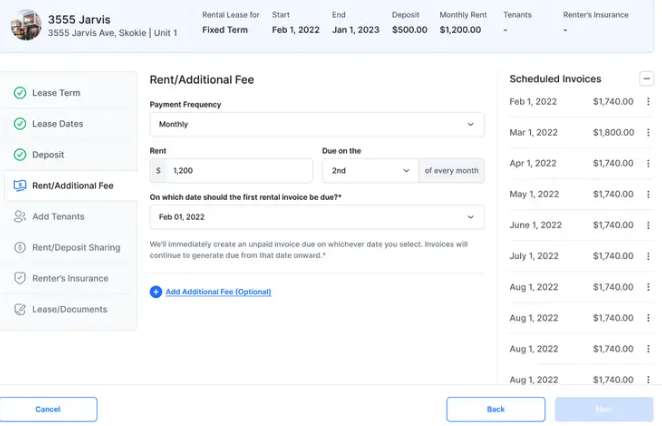 3555 Jarvis
3555 Jarvis Ave, Skokie | Unit 1
Rental Lease for
Fixed Term
Start
Feb 1, 2022
End
Jan 1, 2023
Deposit
$500.00
Monthly Rent
$1,200.00
Tenants
-
Renter's Insurance
-
Lease Term
Lease Dates
Deposit
Rent/Additional Fee
Add Tenants
Rent/Deposit Sharing
Renter's Insurance
Lease/Documents
Rent/Additional Fee
Payment Frequency
Monthly
Rent
$ 1,200
Due on the
2nd of every month
On which date should the first rental invoice be due?*
Feb 01, 2022
We'll immediately create an unpaid invoice due on whichever date you select. Invoices will
continue to generate due from that date onward.*
Add Additional Fee (Optional)
Scheduled Invoices
Feb 1, 2022 $1,740.00
Mar 1, 2022 $1,800.00
Apr 1, 2022 $1,740.00
May 1, 2022 $1,740.00
June 1, 2022 $1,740.00
July 1, 2022 $1,740.00
Aug 1, 2022 $1,740.00
Aug 1, 2022 $1,740.00
Aug 1, 2022 $1,740.00
Aug 1, 2022 $1,740.00
Cancel
Back
Next